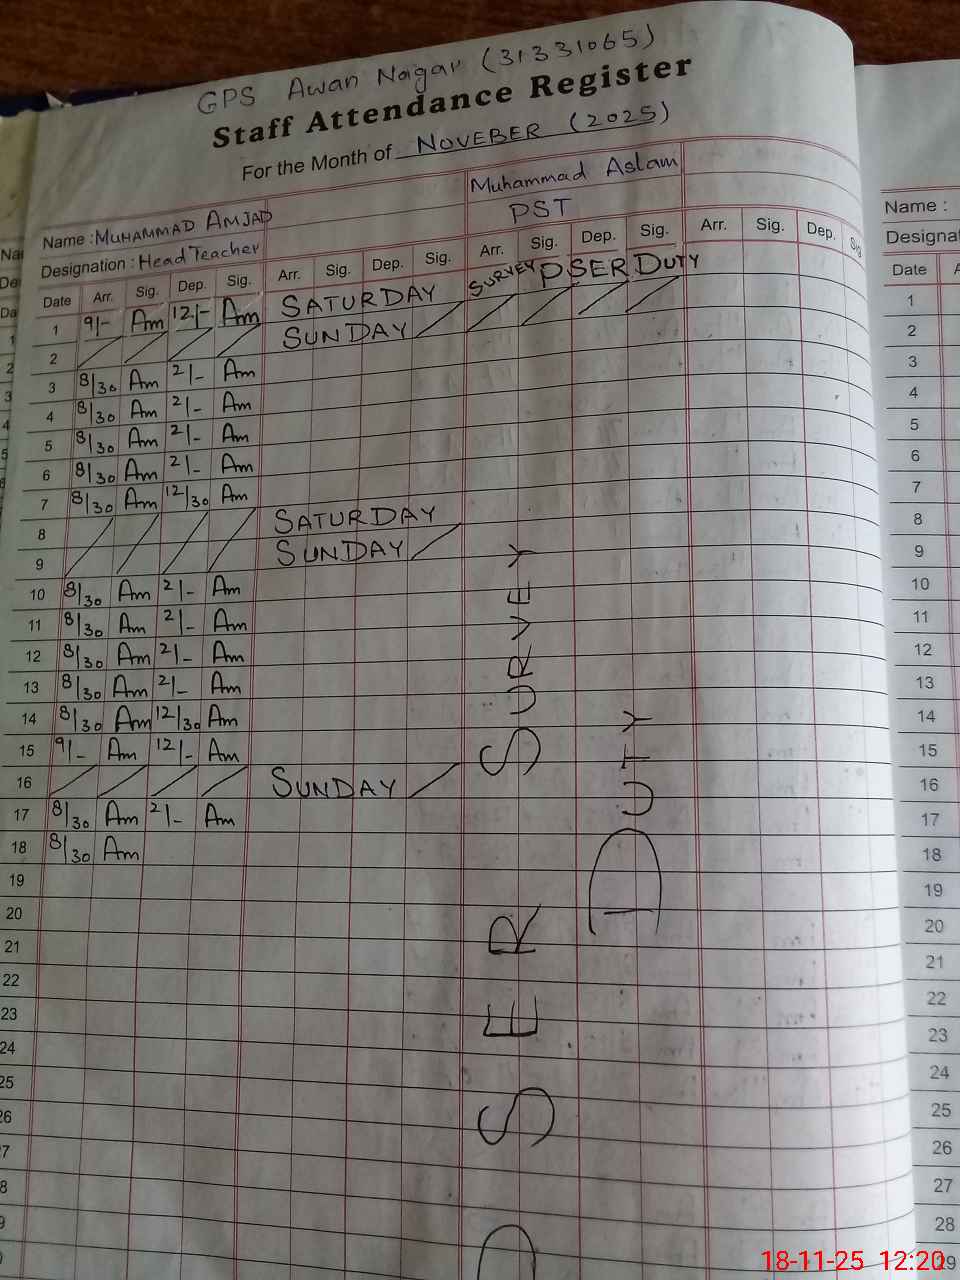 GPS Awan Nagar (31331065)
Staff Attendance Register
For the Month of NOVEBER (2025)
Name : MUHAMMAD AMJAD Muhammad Aslam
Designation : Head Teacher PST
Date Arr. Sig. Dep. Sig. Arr. Sig. Dep. Sig. Arr. Sig. Dep. Sig. Arr. Sig. Dep. Sig
1 9/- Am 12/- Am SATURDAY SURVEY PSER DUTY
2 SUNDAY
3 8/30 Am 2/- Am
4 8/30 Am 2/- Am
5 8/30 Am 2/- Am
6 8/30 Am 2/- Am
7 8/30 Am 12/30 Am
8 SATURDAY
9 SUNDAY
10 8/30 Am 2/- Am
11 8/30 Am 2/- Am
12 8/30 Am 2/- Am
13 8/30 Am 2/- Am
14 8/30 Am 12/30 Am
15 9/- Am 12/- Am
16 SUNDAY
17 8/30 Am 2/- Am
18 8/30 Am
19
20
21
22
23
24
25
26
7
8
9
SER SURVEY
DUTY
Name :
Designat
Date A
1
2
3
4
5
6
7
8
9
10
11
12
13
14
15
16
17
18
19
20
21
22
23
24
25
26
27
28
29
18-11-25 12:20